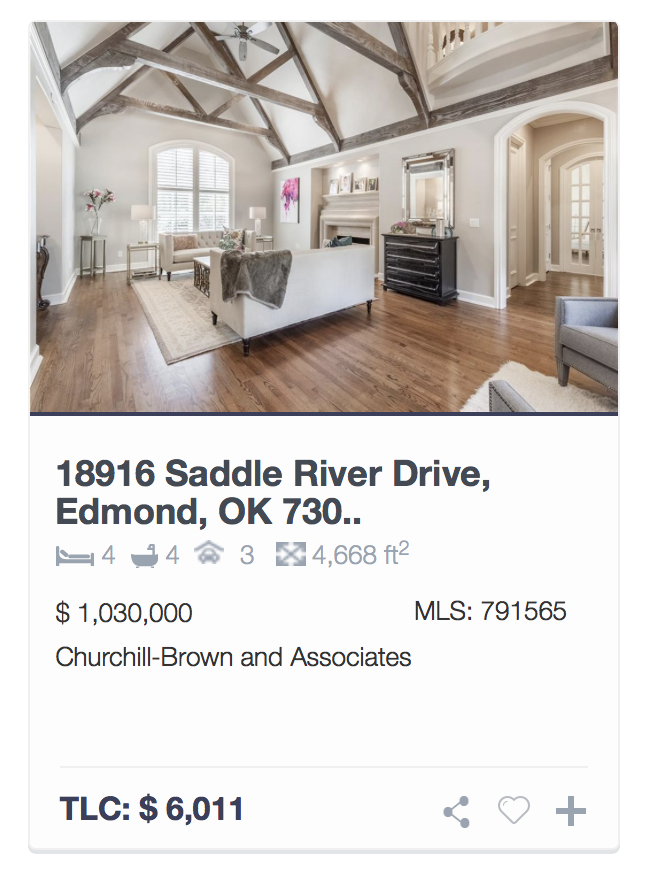 18916 Saddle River Drive,
Edmond, OK 730..
4 4 3 4,668 ft²
$ 1,030,000 MLS: 791565
Churchill-Brown and Associates
TLC: $ 6,011